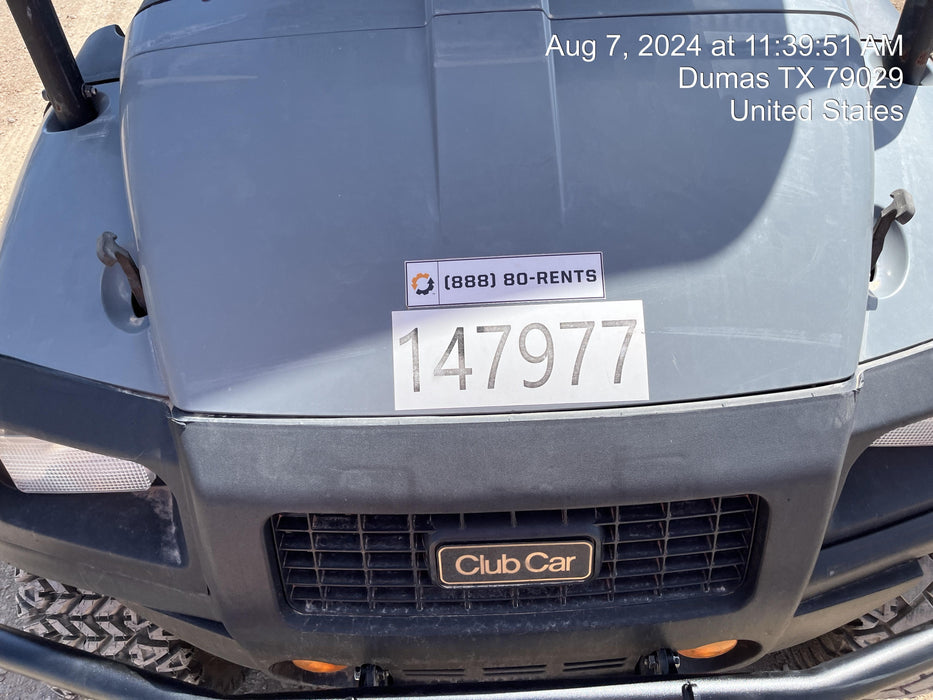 Aug 7, 2024 at 11:39:51 AM
Dumas TX 79029
United States
(888) 80-RENTS
147977
Club Car